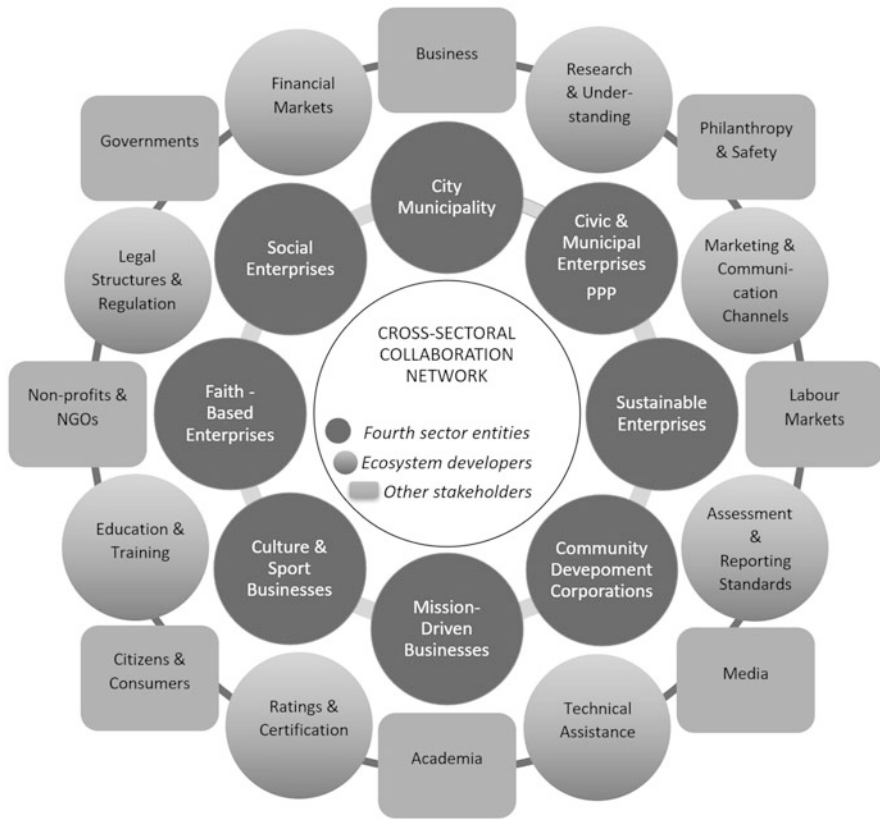 Business
Financial
Markets
Research
& Under-
standing
Governments
Philanthropy
& Safety
City
Municipality
Social
Enterprises
Civic &
Municipal
Enterprises
PPP
Legal
Structures &
Regulation
Marketing &
Communi-
cation
Channels
CROSS-SECTORAL
COLLABORATION
NETWORK
Non-profits &
NGOs
Faith -
Based
Enterprises
Sustainable
Enterprises
Labour
Markets
Fourth sector entities
Ecosystem developers
Other stakeholders
Education &
Training
Culture &
Sport
Businesses
Community
Devepoment
Corporations
Assessment
&
Reporting
Standards
Mission-
Driven
Businesses
Citizens &
Consumers
Media
Ratings &
Certification
Technical
Assistance
Academia